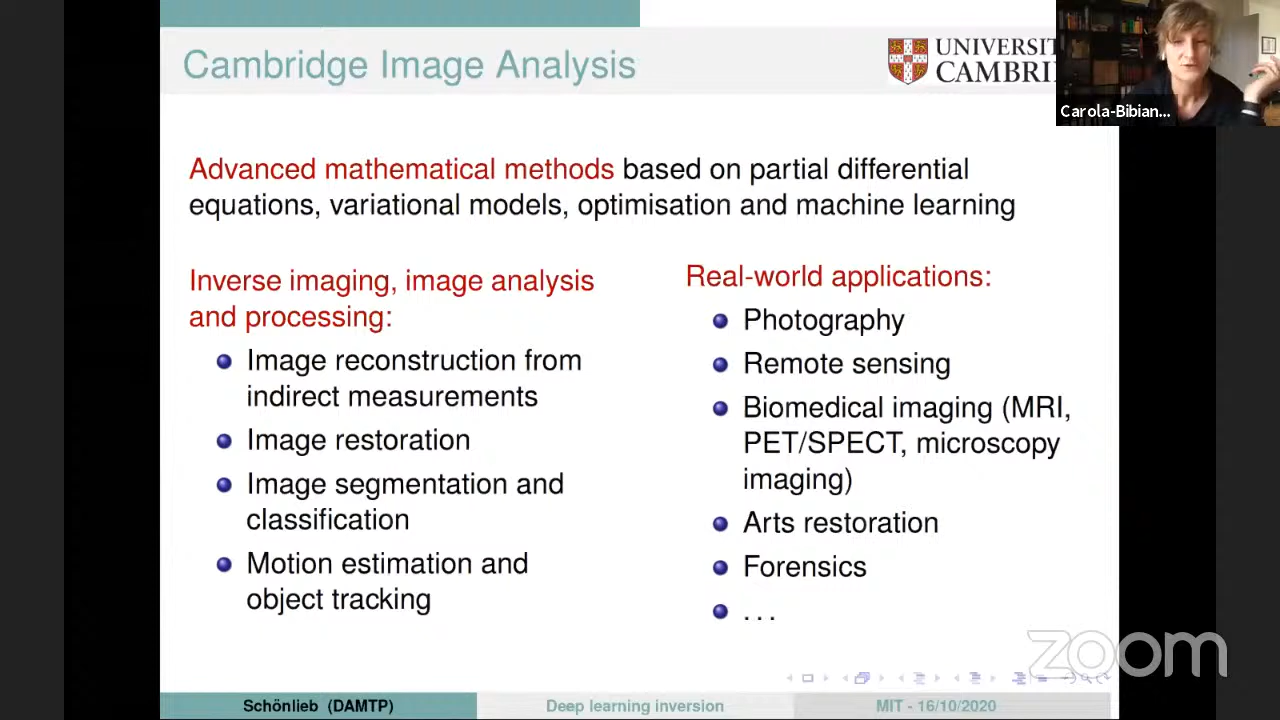 Cambridge Image Analysis
UNIVERSIT
CAMBRI
Carola-Bibian...
Advanced mathematical methods based on partial differential
equations, variational models, optimisation and machine learning
Inverse imaging, image analysis
and processing:
Image reconstruction from
indirect measurements
Image restoration
Image segmentation and
classification
Motion estimation and
object tracking
Real-world applications:
Photography
Remote sensing
Biomedical imaging (MRI,
PET/SPECT, microscopy
imaging)
Arts restoration
Forensics
...
zoom
Schönlieb (DAMTP)
Deep learning inversion
MIT - 16/10/2020